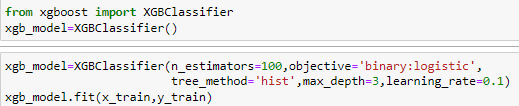 from xgboost import XGBClassifier
xgb_model=XGBClassifier()
xgb_model=XGBClassifier(n_estimators=100,objective='binary:logistic',
tree_method='hist',max_depth=3,learning_rate=0.1)
xgb_model.fit(x_train,y_train)